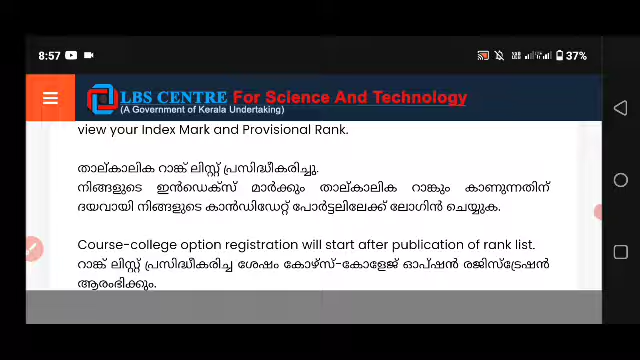 8:57
37%
LBS CENTRE For Science And Technology
(A Government of Kerala Undertaking)
view your Index Mark and Provisional Rank.
താല്കാലിക റാങ്ക് ലിസ്റ്റ് പ്രസിദ്ധീകരിച്ചു.
നിങ്ങളുടെ ഇൻഡെക്സ് മാർക്കും താല്കാലിക റാങ്കും കാണുന്നതിന്
ദയവായി നിങ്ങളുടെ കാൻഡിഡേറ്റ് പോർട്ടലിലേക്ക് ലോഗിൻ ചെയ്യുക.
Course-college option registration will start after publication of rank list.
റാങ്ക് ലിസ്റ്റ് പ്രസിദ്ധീകരിച്ച ശേഷം കോഴ്സ്-കോളേജ് ഓപ്ഷൻ രജിസ്ട്രേഷൻ
ആരംഭിക്കും.